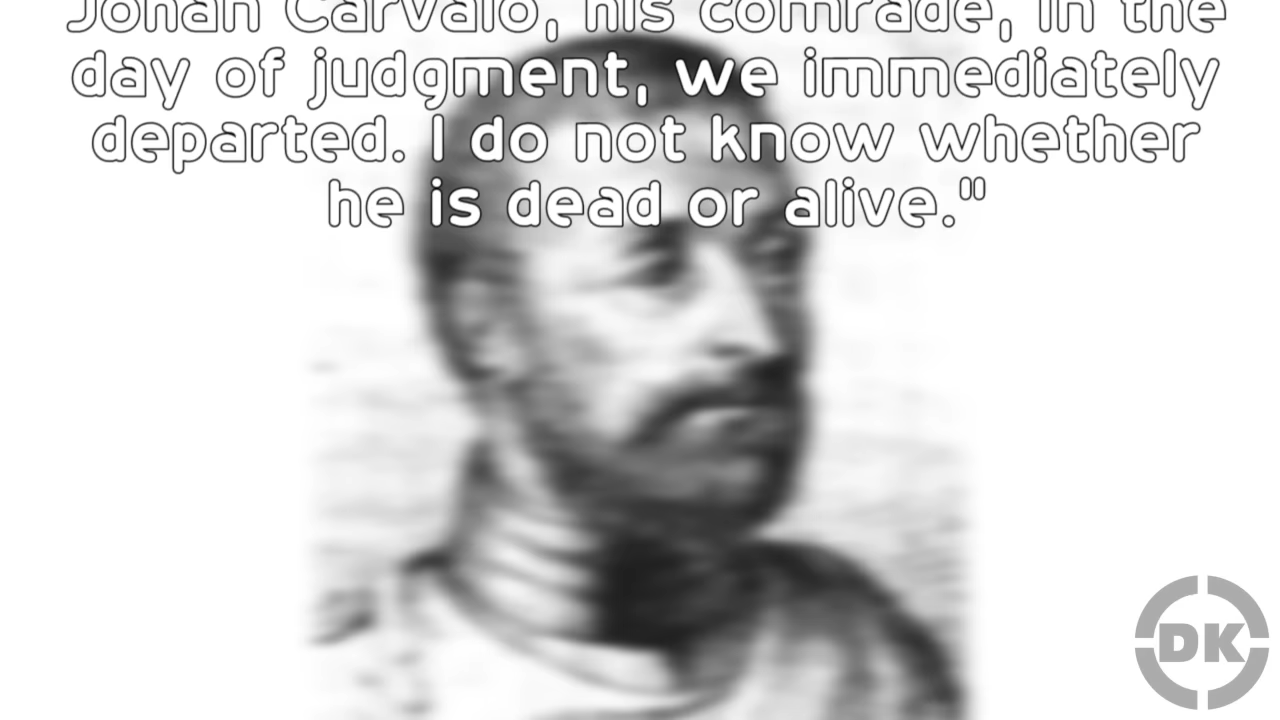 Johan Carvaio, his comrade, in the
day of judgment, we immediately
departed. I do not know whether
he is dead or alive."
DK